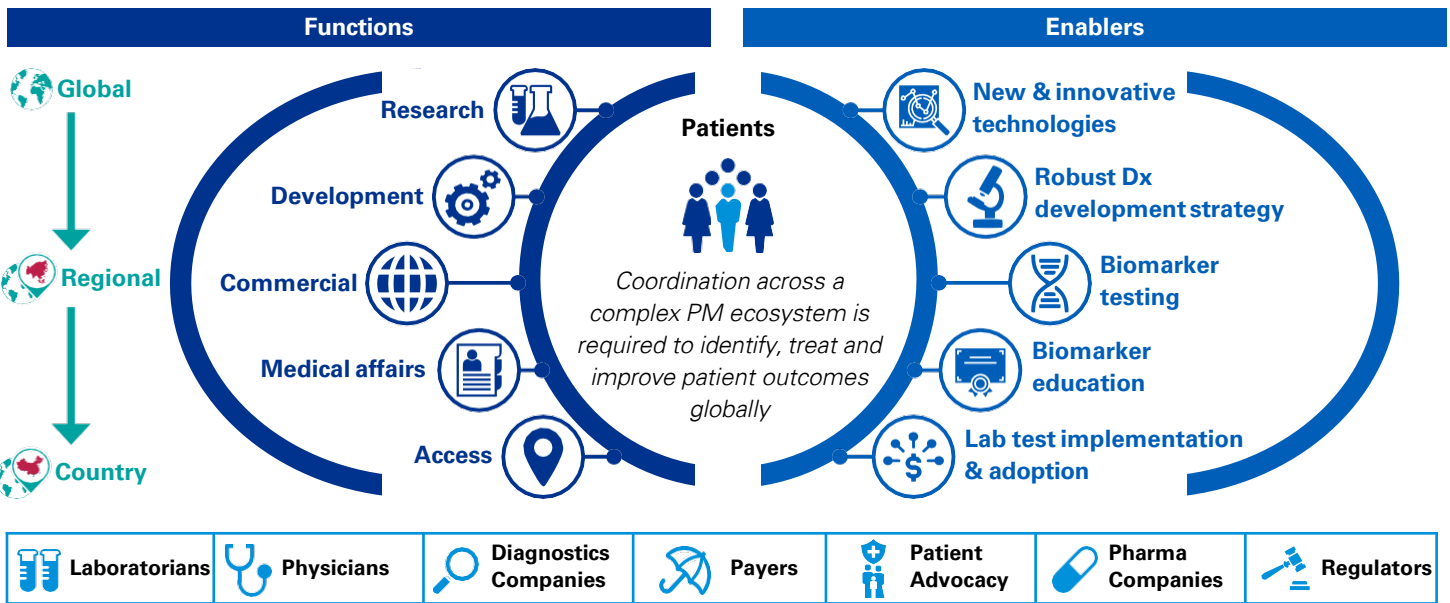 Functions
Enablers
Global
Regional
Country
Research
Development
Commercial
Medical affairs
Access
Patients
Coordination across a
complex PM ecosystem is
required to identify, treat and
improve patient outcomes
globally
New & innovative
technologies
Robust Dx
development strategy
Biomarker
testing
Biomarker
education
Lab test implementation
& adoption
$
Laboratorians
Physicians
Diagnostics
Companies
Payers
Patient
Advocacy
Pharma
Companies
Regulators